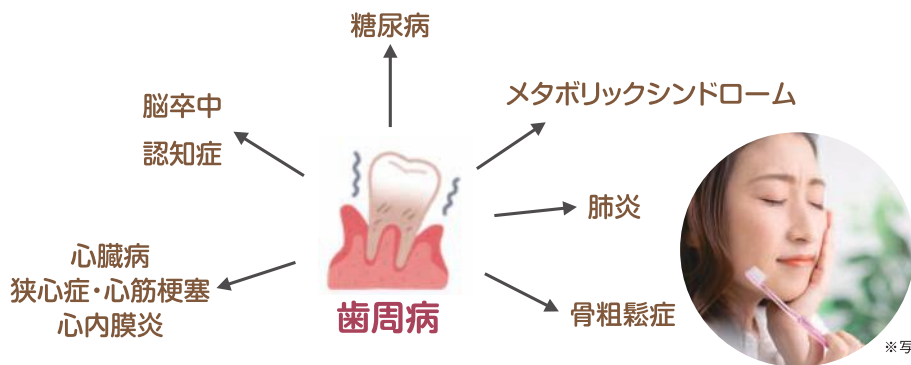 糖尿病
メタボリックシンドローム
脳卒中
認知症
肺炎
心臓病
狭心症・心筋梗塞
心内膜炎
骨粗鬆症
歯周病
※写